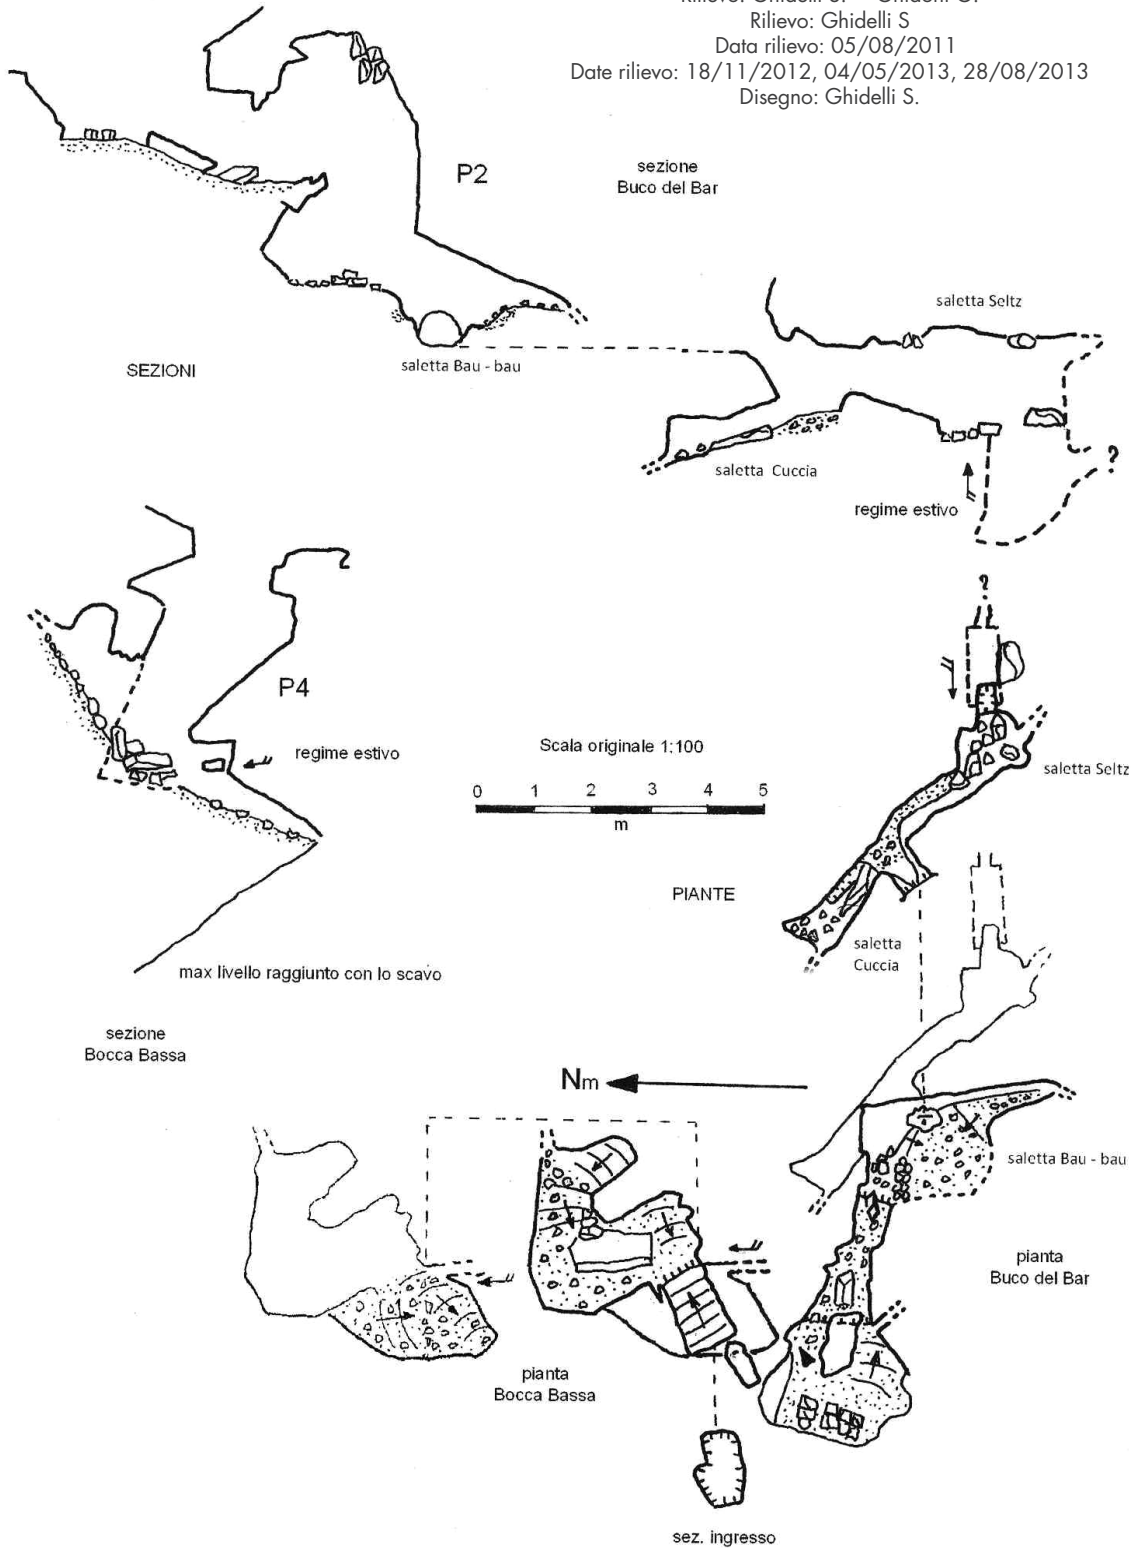 Rilievo: Ghidelli S
Data rilievo: 05/08/2011
Date rilievo: 18/11/2012, 04/05/2013, 28/08/2013
Disegno: Ghidelli S.
P2
sezione
Buco del Bar
saletta Seltz
SEZIONI
saletta Bau - bau
saletta Cuccia
?
regime estivo
?
P4
regime estivo
Scala originale 1:100
saletta Seltz
0 1 2 3 4 5
m
PIANTE
saletta
Cuccia
max livello raggiunto con lo scavo
sezione
Bocca Bassa
Nm
saletta Bau - bau
pianta
Buco del Bar
pianta
Bocca Bassa
sez. ingresso